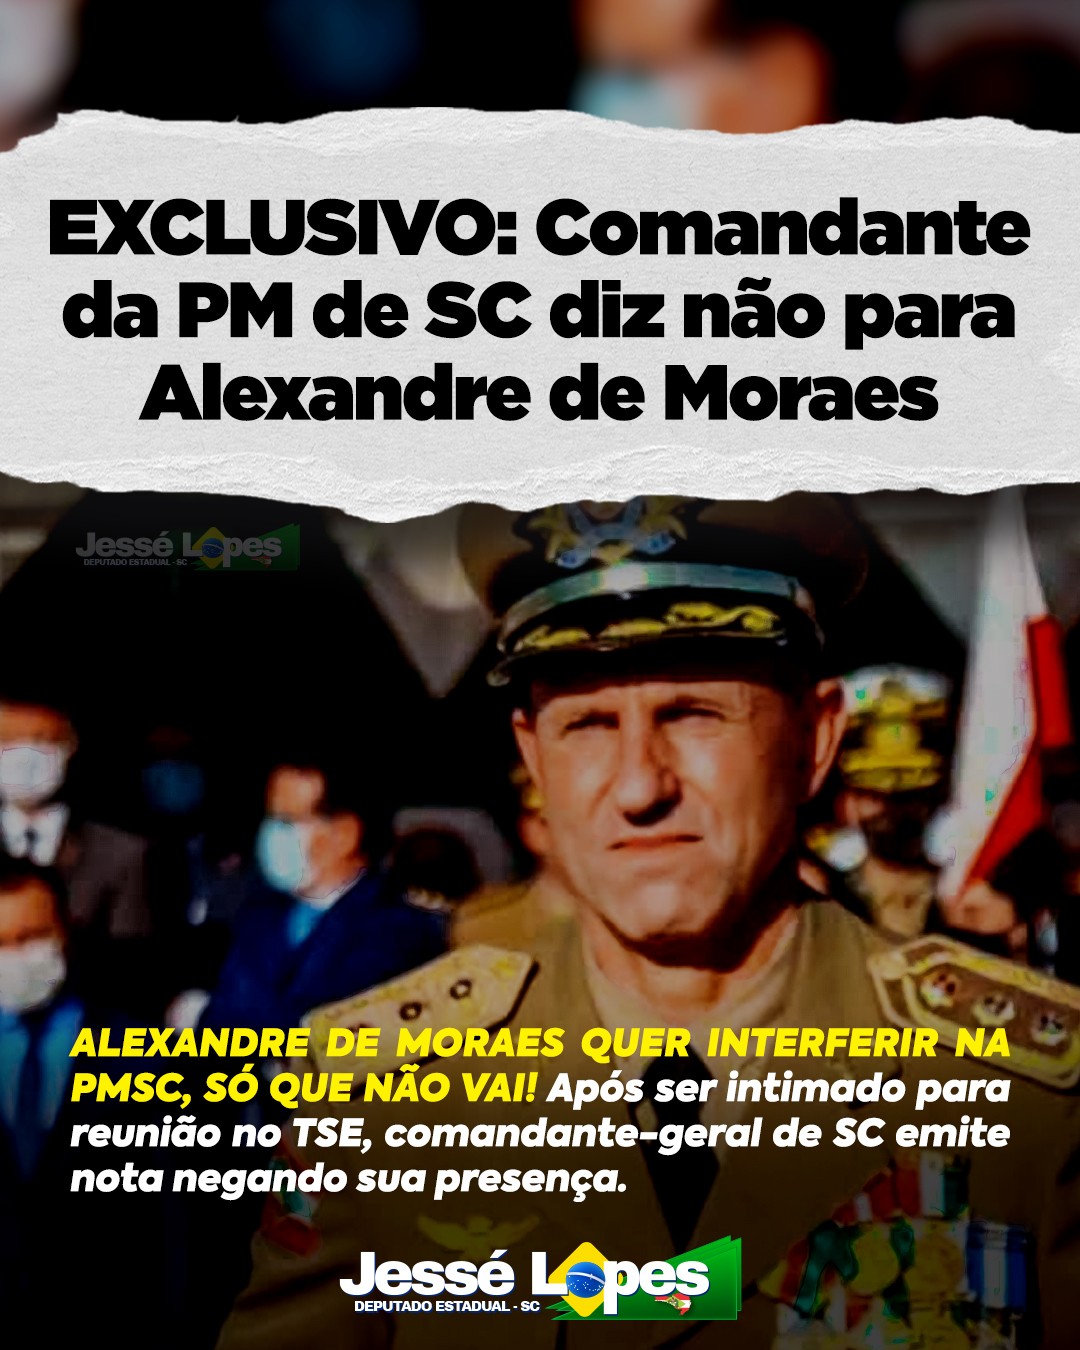 EXCLUSIVO: Comandante
da PM de SC diz não para
Alexandre de Moraes
Jessé Lopes
DEPUTADO ESTADUAL - SC
ALEXANDRE DE MORAES QUER INTERFERIR NA
PMSC, SÓ QUE NÃO VAI! Após ser intimado para
reunião no TSE, comandante-geral de SC emite
nota negando sua presença.
Jessé Lopes
DEPUTADO ESTADUAL - SC